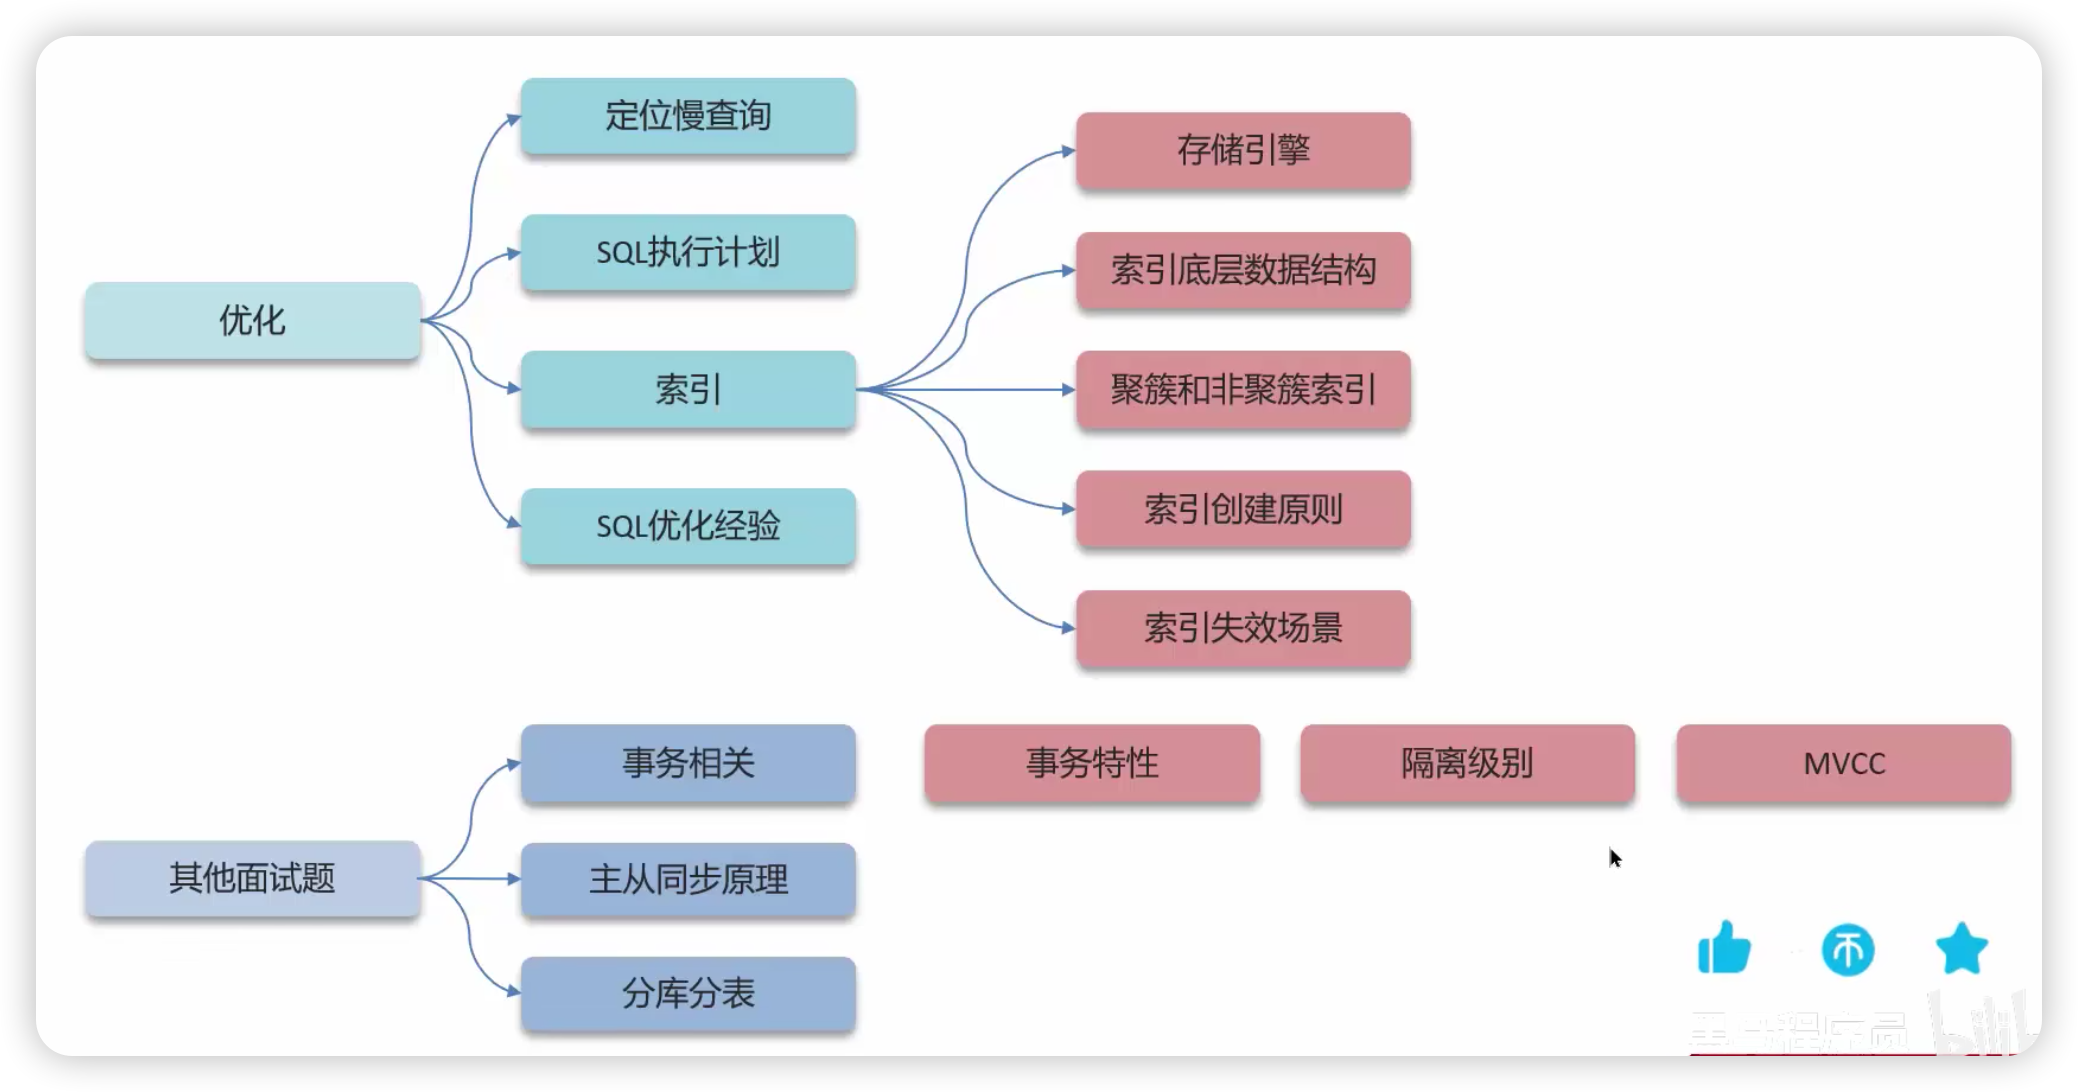 定位慢查询
SQL执行计划
优化
索引
SQL优化经验
存储引擎
索引底层数据结构
聚簇和非聚簇索引
索引创建原则
索引失效场景
其他面试题
事务相关
主从同步原理
分库分表
事务特性
隔离级别
MVCC